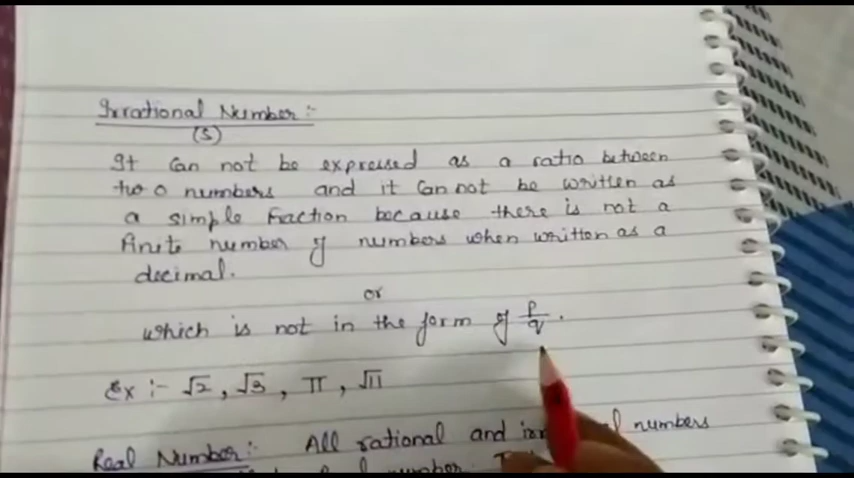 Irrational Number :-
(S)
It can not be expressed as a ratio between
two numbers and it can not be written as
a simple fraction because there is not a
finite number of numbers when written as a
decimal.
or
which is not in the form of p/q.
Ex :- √2, √3, π, √11
Real Number :- All rational and numbers
number.